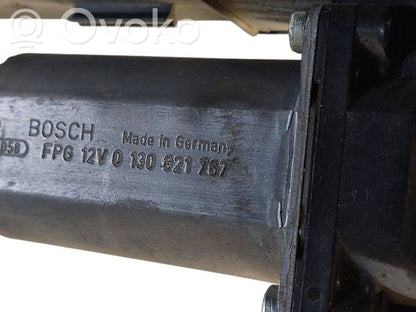 OVOKO
BOSCH Made in Germany
FPG 12V 0 130 821 767